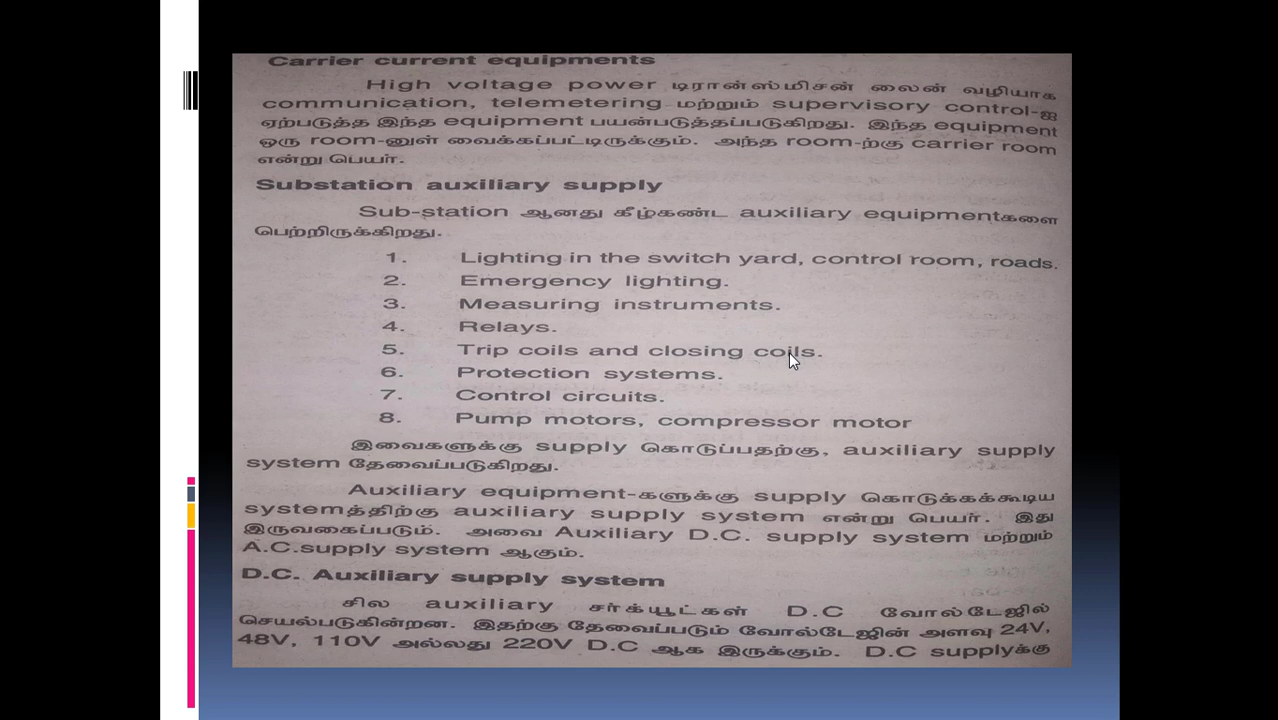 Carrier current equipments
High voltage power டிரான்ஸ்மிசன் லைன் வழியாக
communication, telemetering மற்றும் supervisory control-ஐ
ஏற்படுத்த இந்த equipment பயன்படுத்தப்படுகிறது. இந்த equipment
ஒரு room-னுள் வைக்கப்பட்டிருக்கும். அந்த room-ற்கு carrier room
என்று பெயர்.
Substation auxiliary supply
Sub-station ஆனது கீழ்கண்ட auxiliary equipmentகளை
பெற்றிருக்கிறது.
1. Lighting in the switch yard, control room, roads.
2. Emergency lighting.
3. Measuring instruments.
4. Relays.
5. Trip coils and closing coils.
6. Protection systems.
7. Control circuits.
8. Pump motors, compressor motor
இவைகளுக்கு supply கொடுப்பதற்கு, auxiliary supply
system தேவைப்படுகிறது.
Auxiliary equipment-களுக்கு supply கொடுக்கக்கூடிய
systemத்திற்கு auxiliary supply system என்று பெயர். இது
இருவகைப்படும். அவை Auxiliary D.C. supply system மற்றும்
A.C.supply system ஆகும்.
D.C. Auxiliary supply system
சில auxiliary சர்க்யூட்கள் D.C வோல்டேஜில்
செயல்படுகின்றன. இதற்கு தேவைப்படும் வோல்டேஜின் அளவு 24V,
48V, 110V அல்லது 220V D.C ஆக இருக்கும். D.C supplyக்கு